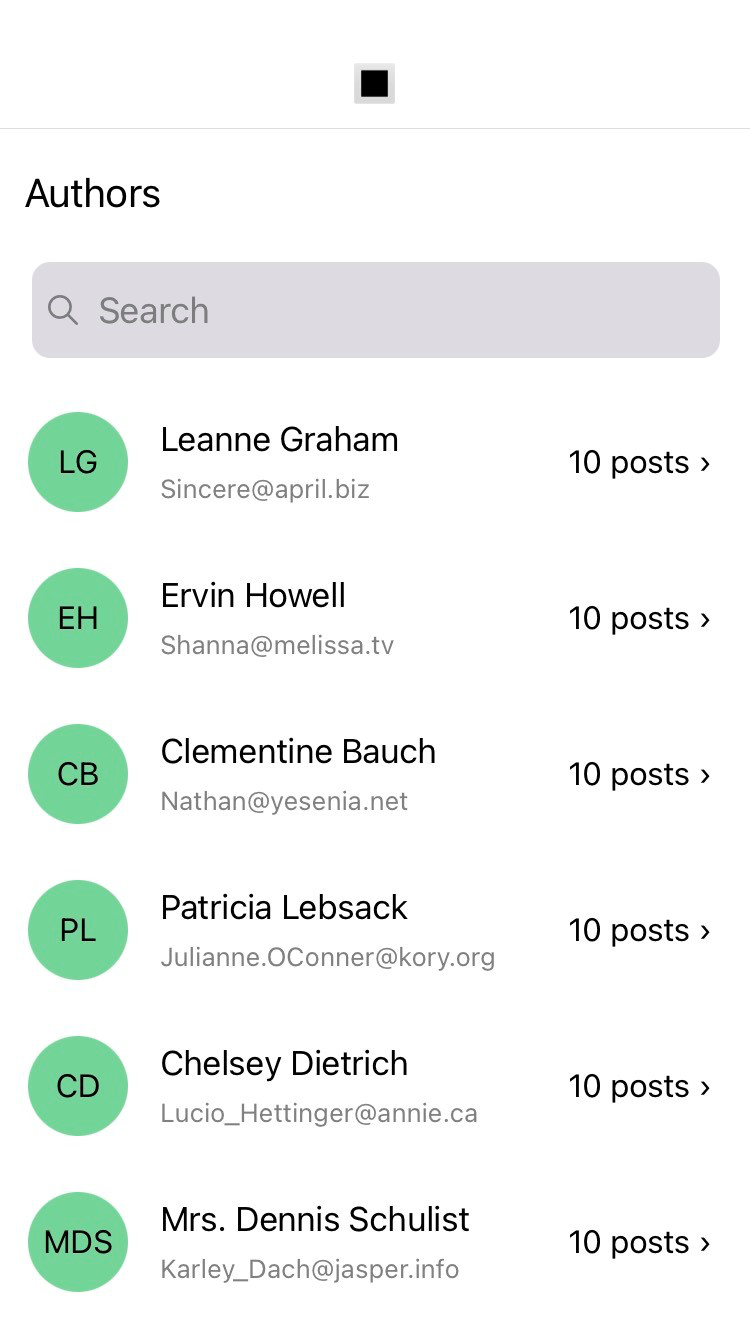 Authors
Search
LG
Leanne Graham
Sincere@april.biz
10 posts ›
EH
Ervin Howell
Shanna@melissa.tv
10 posts ›
CB
Clementine Bauch
Nathan@yesenia.net
10 posts ›
PL
Patricia Lebsack
Julianne.OConner@kory.org
10 posts ›
CD
Chelsey Dietrich
Lucio_Hettinger@annie.ca
10 posts ›
MDS
Mrs. Dennis Schulist
Karley_Dach@jasper.info
10 posts ›